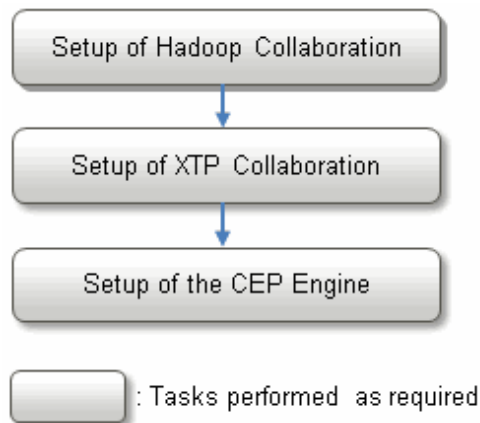 Setup of Hadoop Collaboration
Setup of XTP Collaboration
Setup of the CEP Engine
: Tasks performed as required